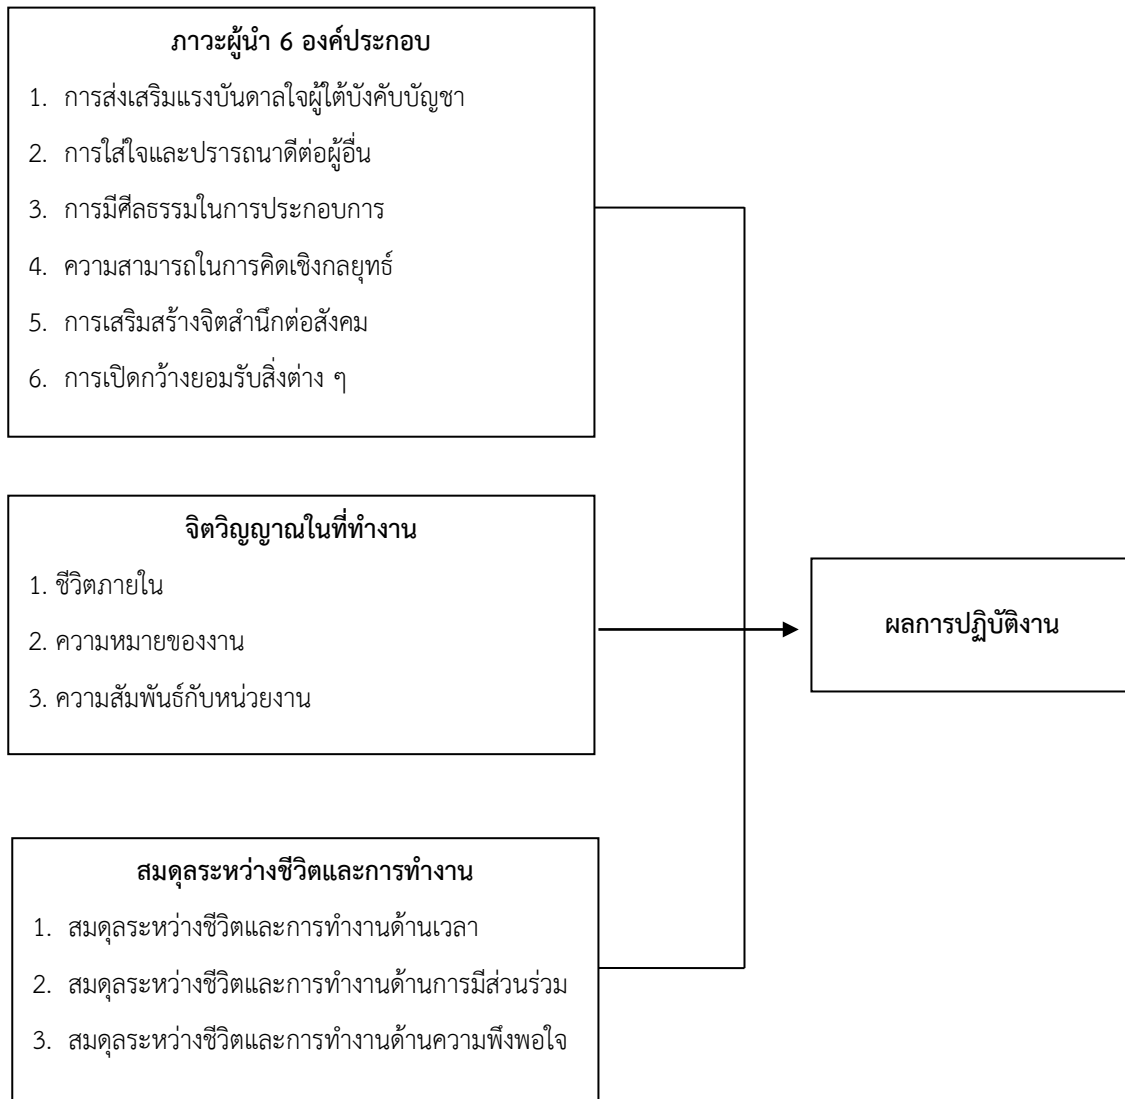 ภาวะผู้นำ 6 องค์ประกอบ
1. การส่งเสริมแรงบันดาลใจผู้ใต้บังคับบัญชา
2. การใส่ใจและปรารถนาดีต่อผู้อื่น
3. การมีศีลธรรมในการประกอบการ
4. ความสามารถในการคิดเชิงกลยุทธ์
5. การเสริมสร้างจิตสำนึกต่อสังคม
6. การเปิดกว้างยอมรับสิ่งต่าง ๆ
จิตวิญญาณในที่ทำงาน
1. ชีวิตภายใน
2. ความหมายของงาน
3. ความสัมพันธ์กับหน่วยงาน
ผลการปฏิบัติงาน
สมดุลระหว่างชีวิตและการทำงาน
1. สมดุลระหว่างชีวิตและการทำงานด้านเวลา
2. สมดุลระหว่างชีวิตและการทำงานด้านการมีส่วนร่วม
3. สมดุลระหว่างชีวิตและการทำงานด้านความพึงพอใจ